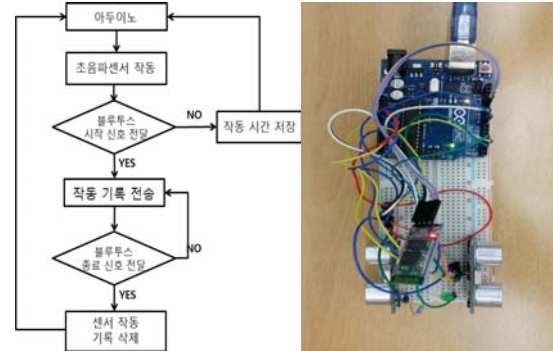 아두이노
초음파센서 작동
블루투스
시작 신호 전달
NO
작동 시간 저장
YES
작동 기록 전송
블루투스
종료 신호 전달
NO
YES
센서 작동
기록 삭제